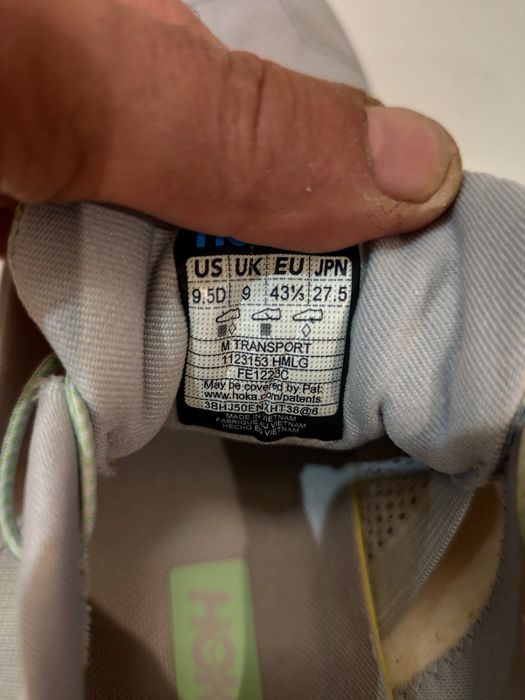 US UK EU JPN
9.5D 9 43⅓ 27.5
M TRANSPORT
1123153 HMLG
FE1223C
May be covered by Pat.
www.hoka.com/patents
MADE IN VIETNAM
FABRIQUÉ AU VIETNAM
HECHO EN VIETNAM
HOK